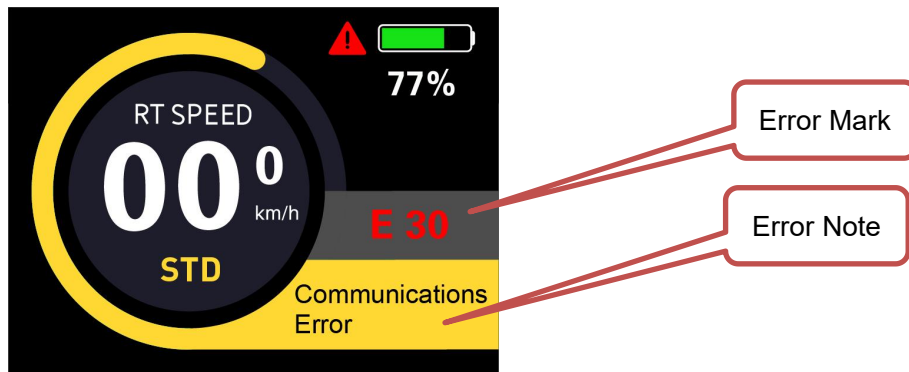 77%
RT SPEED
00 0
km/h
STD
E 30
Communications
Error
Error Mark
Error Note